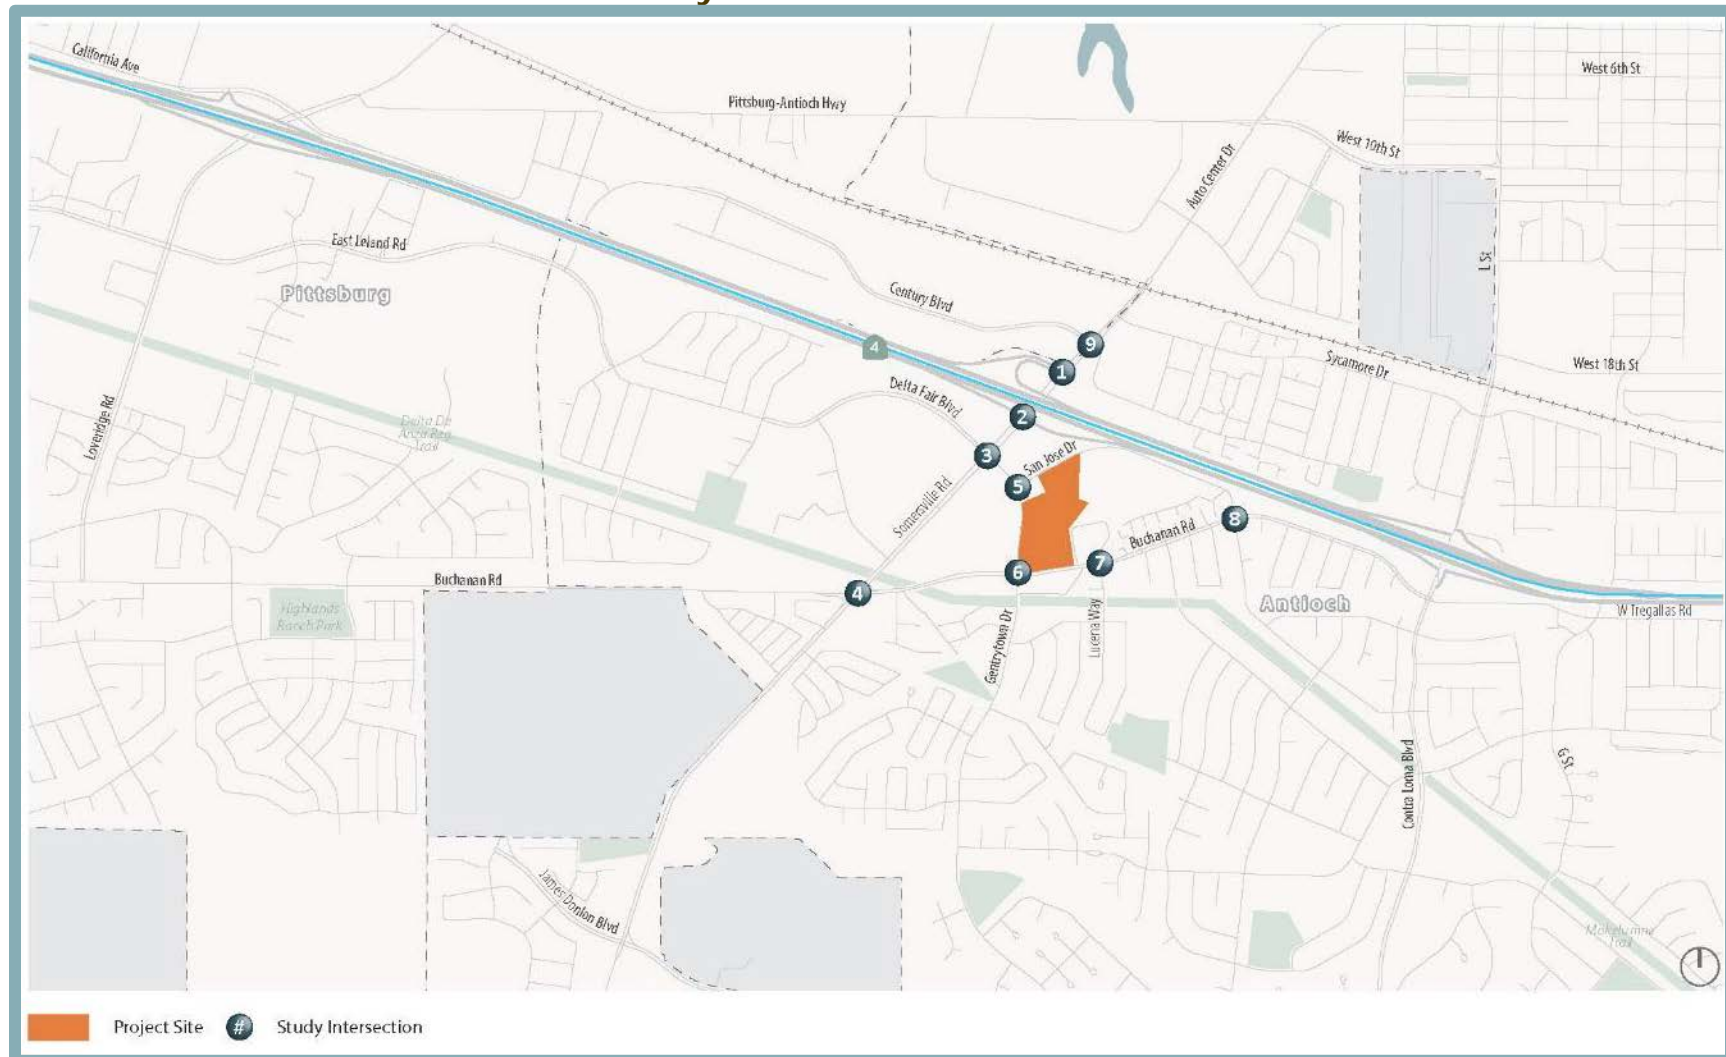 California Ave
Pittsburg-Antioch Hwy
West 6th St
West 10th St
Auto Center Dr
East Leland Rd
Pittsburg
L St
Century Blvd
4
9
1
Sycamore Dr
West 18th St
Delta Fair Blvd
2
Loveridge Rd
Delta De
Anza Reg
Trail
3
San Jose Dr
5
Somersville Rd
8
Buchanan Rd
7
6
Buchanan Rd
4
Antioch
W Tregallas Rd
Highlands
Ranch Park
Gentrytown Dr
Lucena Way
Contra Loma Blvd
G St
James Donlon Blvd
Mokelumne
Trail
Project Site
# Study Intersection